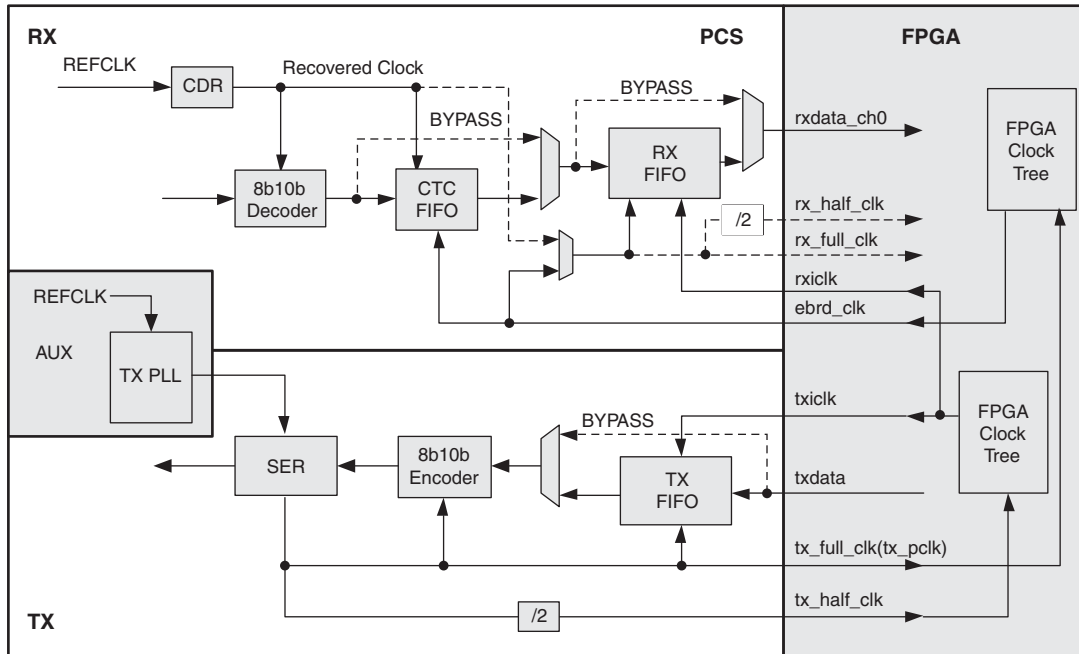 RX
PCS
FPGA
REFCLK
CDR
Recovered Clock
BYPASS
BYPASS
rxdata_ch0
FPGA
Clock
Tree
8b10b
Decoder
CTC
FIFO
RX
FIFO
/2
rx_half_clk
rx_full_clk
rxiclk
ebrd_clk
REFCLK
AUX
TX PLL
txiclk
FPGA
Clock
Tree
BYPASS
SER
8b10b
Encoder
TX
FIFO
txdata
tx_full_clk(tx_pclk)
tx_half_clk
/2
TX